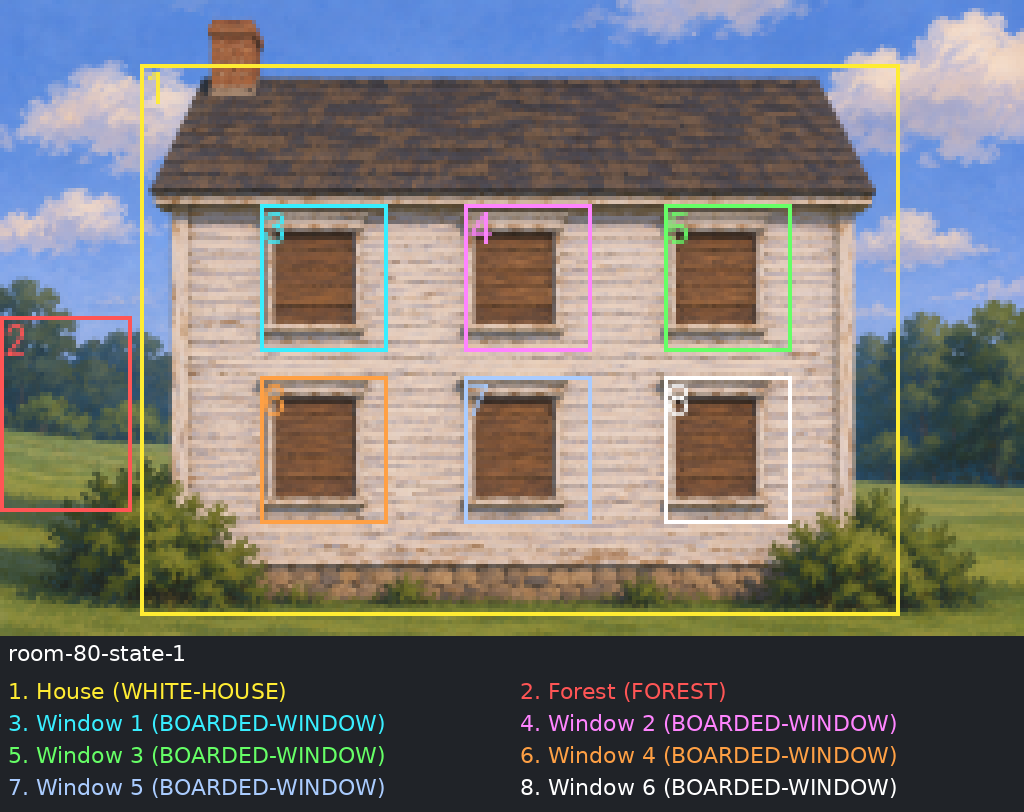 1
2
3
4
5
6
7
8
room-80-state-1
1. House (WHITE-HOUSE)
2. Forest (FOREST)
3. Window 1 (BOARDED-WINDOW)
4. Window 2 (BOARDED-WINDOW)
5. Window 3 (BOARDED-WINDOW)
6. Window 4 (BOARDED-WINDOW)
7. Window 5 (BOARDED-WINDOW)
8. Window 6 (BOARDED-WINDOW)